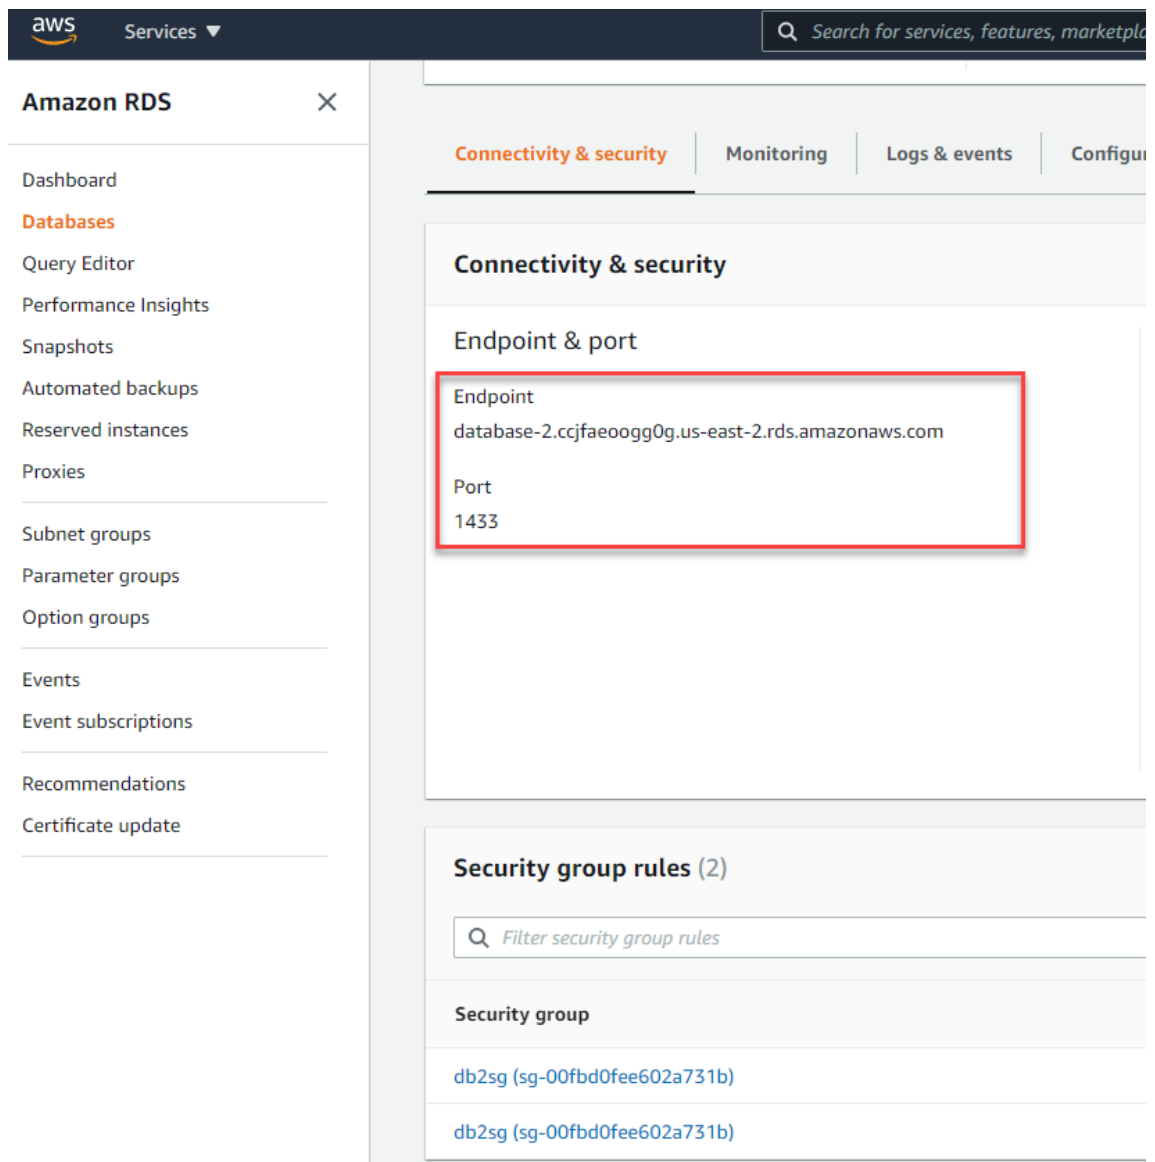 aws Services ▼ Search for services, features, marketpla
Amazon RDS
Dashboard
Databases
Query Editor
Performance Insights
Snapshots
Automated backups
Reserved instances
Proxies
Subnet groups
Parameter groups
Option groups
Events
Event subscriptions
Recommendations
Certificate update
Connectivity & security Monitoring Logs & events Configur
Connectivity & security
Endpoint & port
Endpoint
database-2.ccjfaeoogg0g.us-east-2.rds.amazonaws.com
Port
1433
Security group rules (2)
Filter security group rules
Security group
db2sg (sg-00fbd0fee602a731b)
db2sg (sg-00fbd0fee602a731b)